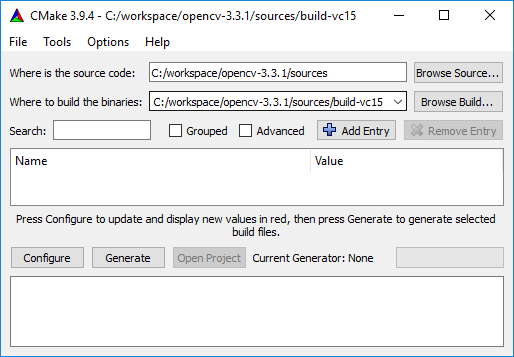 CMake 3.9.4 - C:/workspace/opencv-3.3.1/sources/build-vc15
File Tools Options Help
Where is the source code: C:/workspace/opencv-3.3.1/sources Browse Source...
Where to build the binaries: C:/workspace/opencv-3.3.1/sources/build-vc15 Browse Build...
Search: Grouped Advanced Add Entry Remove Entry
Name Value
Press Configure to update and display new values in red, then press Generate to generate selected
build files.
Configure Generate Open Project Current Generator: None